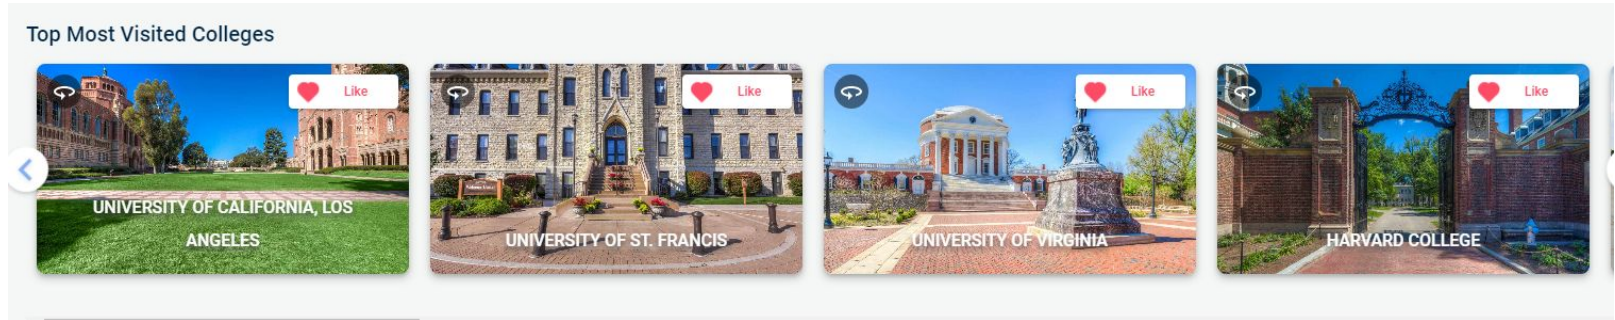 Top Most Visited Colleges
Like
UNIVERSITY OF CALIFORNIA, LOS
ANGELES
Like
UNIVERSITY OF ST. FRANCIS
Like
UNIVERSITY OF VIRGINIA
Like
HARVARD COLLEGE